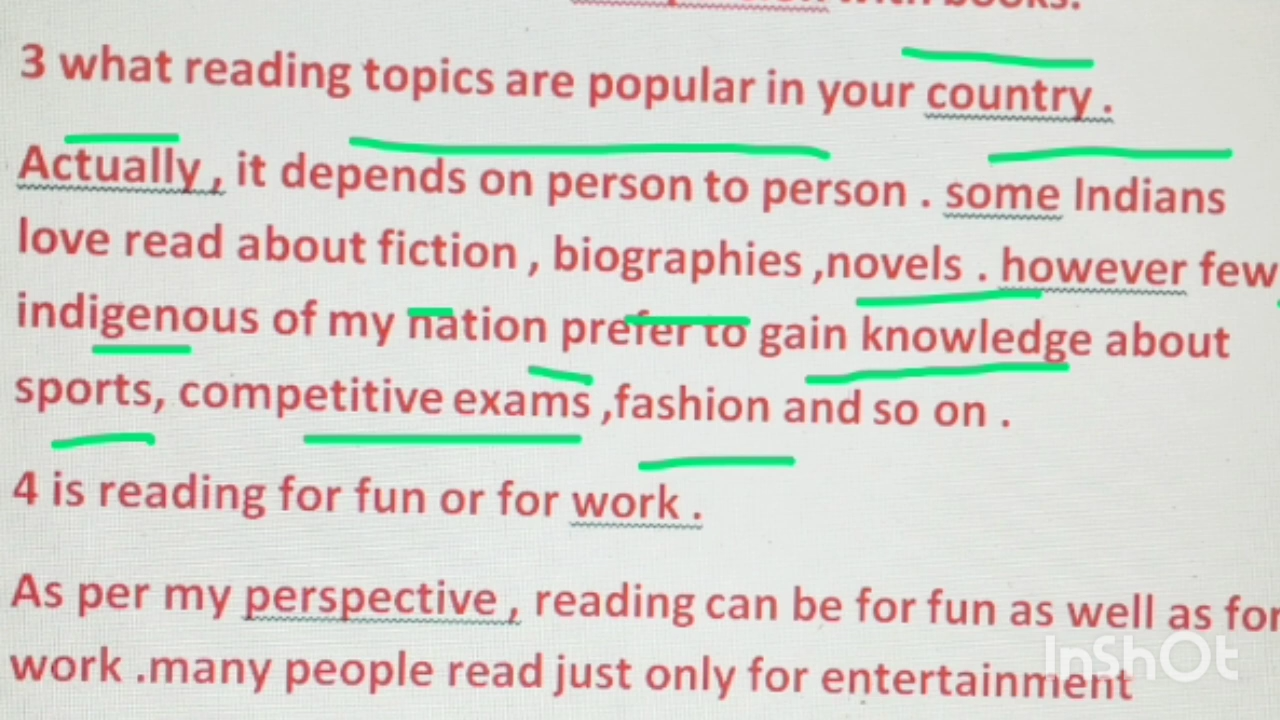 with books.
3 what reading topics are popular in your country .
Actually , it depends on person to person . some Indians
love read about fiction , biographies ,novels . however few
indigenous of my nation prefer to gain knowledge about
sports, competitive exams ,fashion and so on .
4 is reading for fun or for work .
As per my perspective , reading can be for fun as well as for
work .many people read just only for entertainment
InShOt